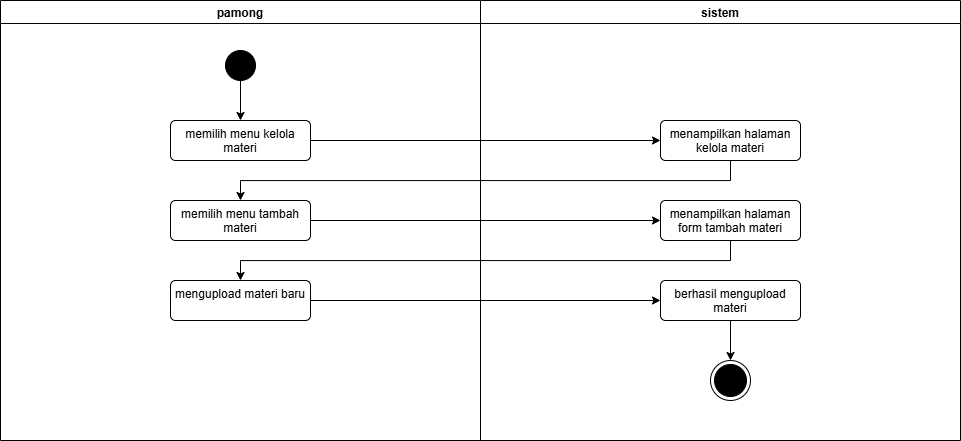 pamong
sistem
memilih menu kelola
materi
menampilkan halaman
kelola materi
memilih menu tambah
materi
menampilkan halaman
form tambah materi
mengupload materi baru
berhasil mengupload
materi